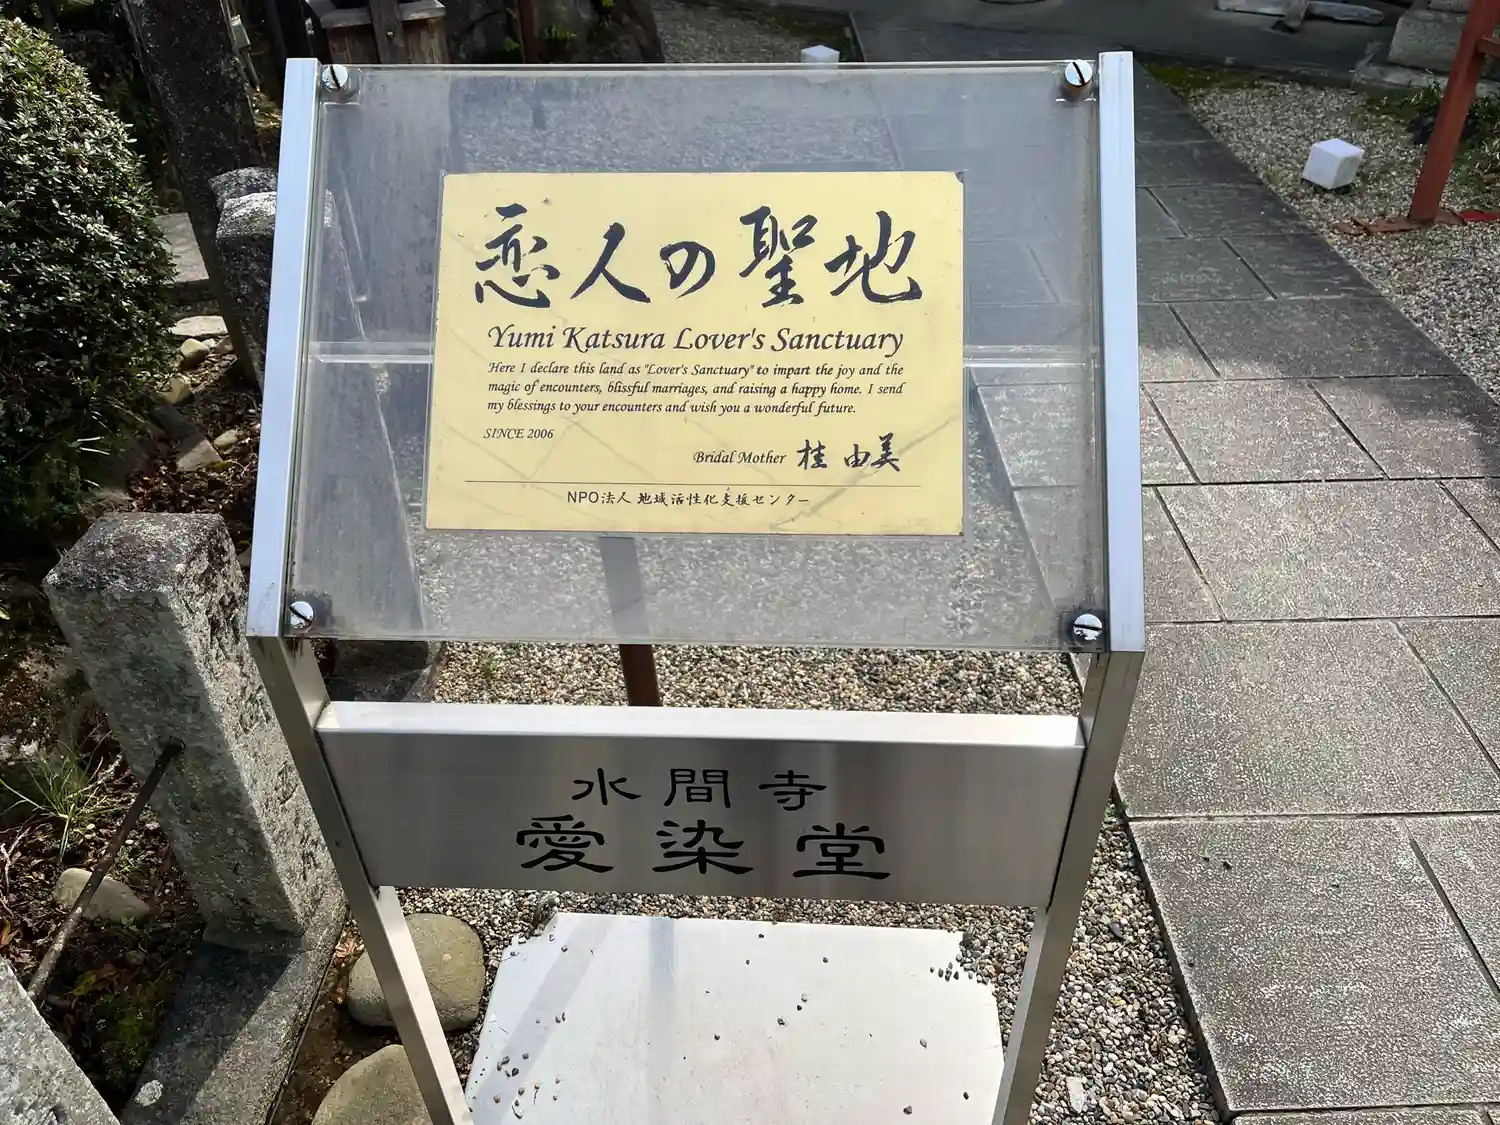 恋人の聖地
Yumi Katsura Lover's Sanctuary
Here I declare this land as "Lover's Sanctuary" to impart the joy and the
magic of encounters, blissful marriages, and raising a happy home. I send
my blessings to your encounters and wish you a wonderful future.
SINCE 2006
Bridal Mother 桂 由美
NPO法人 地域活性化支援センター
水間寺
愛染堂